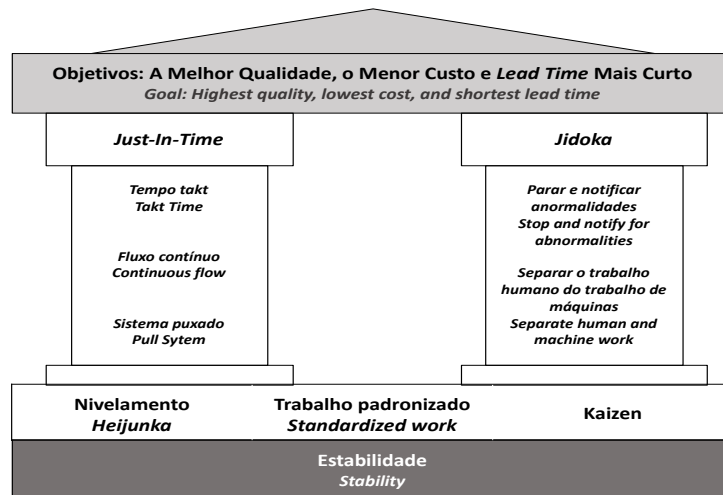 Objetivos: A Melhor Qualidade, o Menor Custo e Lead Time Mais Curto
Goal: Highest quality, lowest cost, and shortest lead time
Just-In-Time
Tempo takt
Takt Time
Fluxo contínuo
Continuous flow
Sistema puxado
Pull Sytem
Jidoka
Parar e notificar
anormalidades
Stop and notify for
abnormalities
Separar o trabalho
humano do trabalho de
máquinas
Separate human and
machine work
Nivelamento
Heijunka
Trabalho padronizado
Standardized work
Kaizen
Estabilidade
Stability